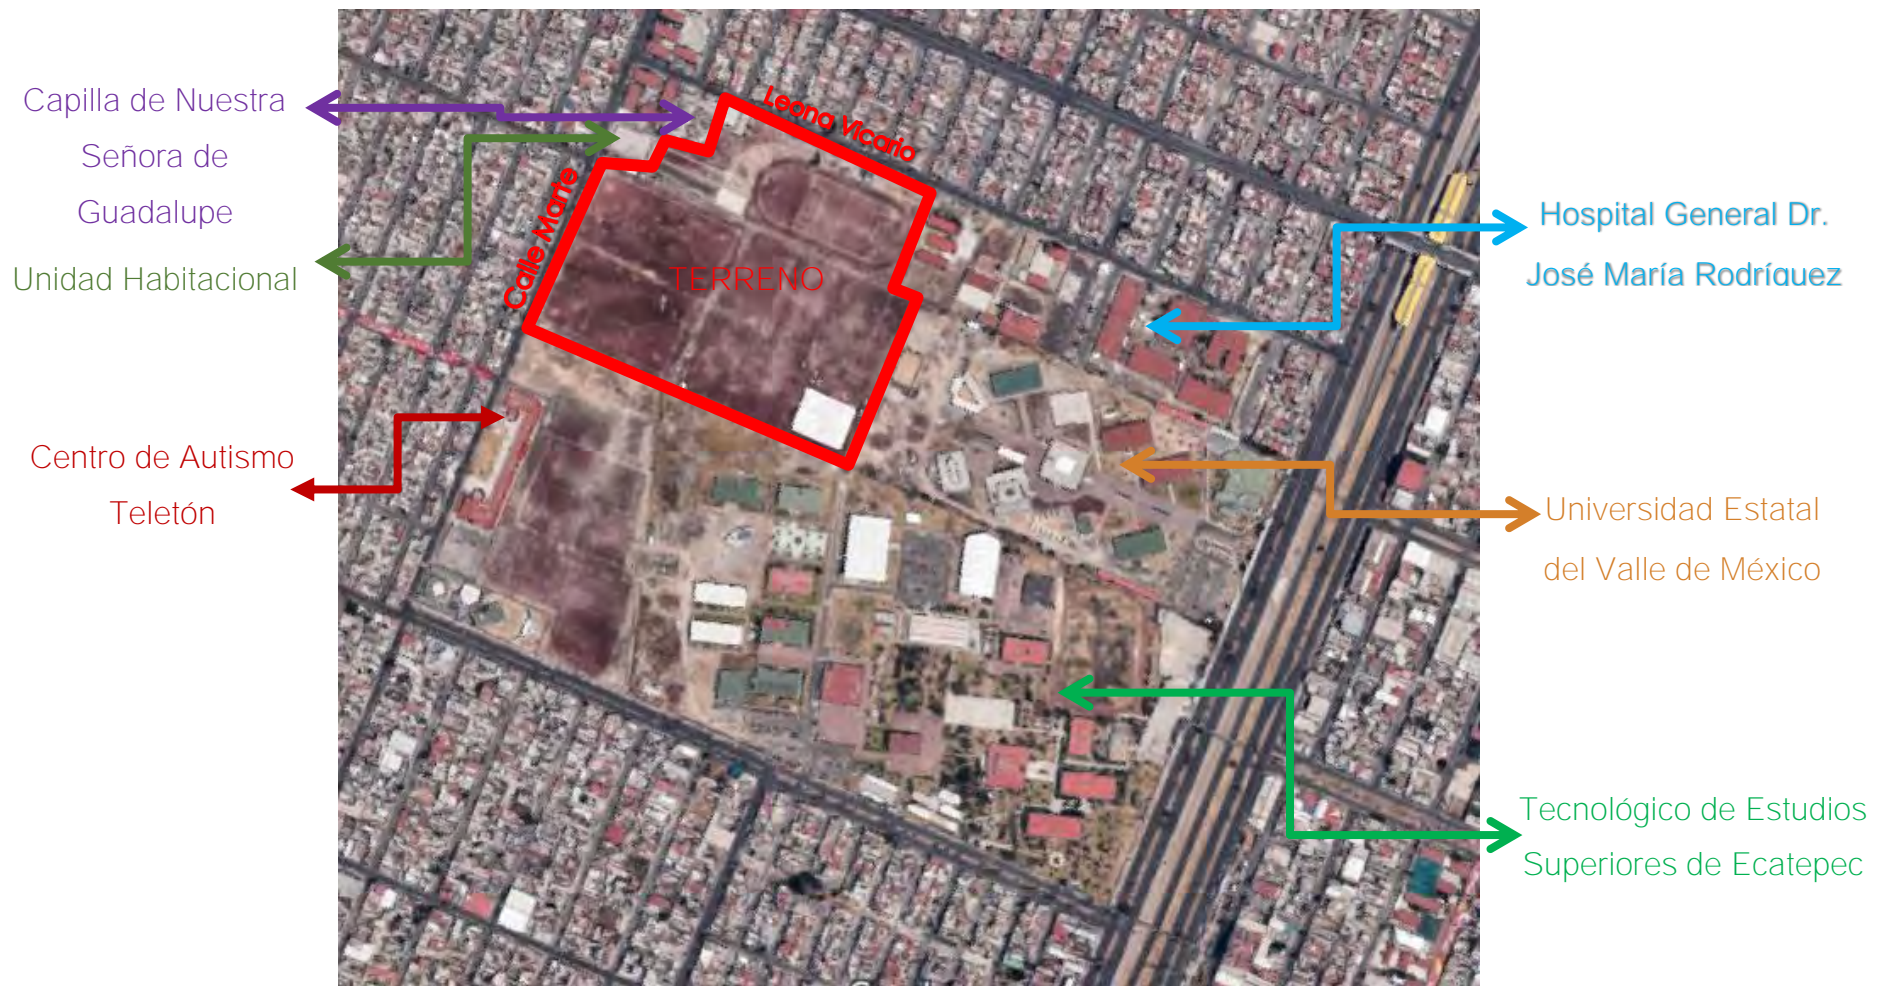 Capilla de Nuestra
Señora de
Guadalupe
Unidad Habitacional
Centro de Autismo
Teletón
Leona Vicario
Calle Marte
TERRENO
Hospital General Dr.
José María Rodríguez
Universidad Estatal
del Valle de México
Tecnológico de Estudios
Superiores de Ecatepec